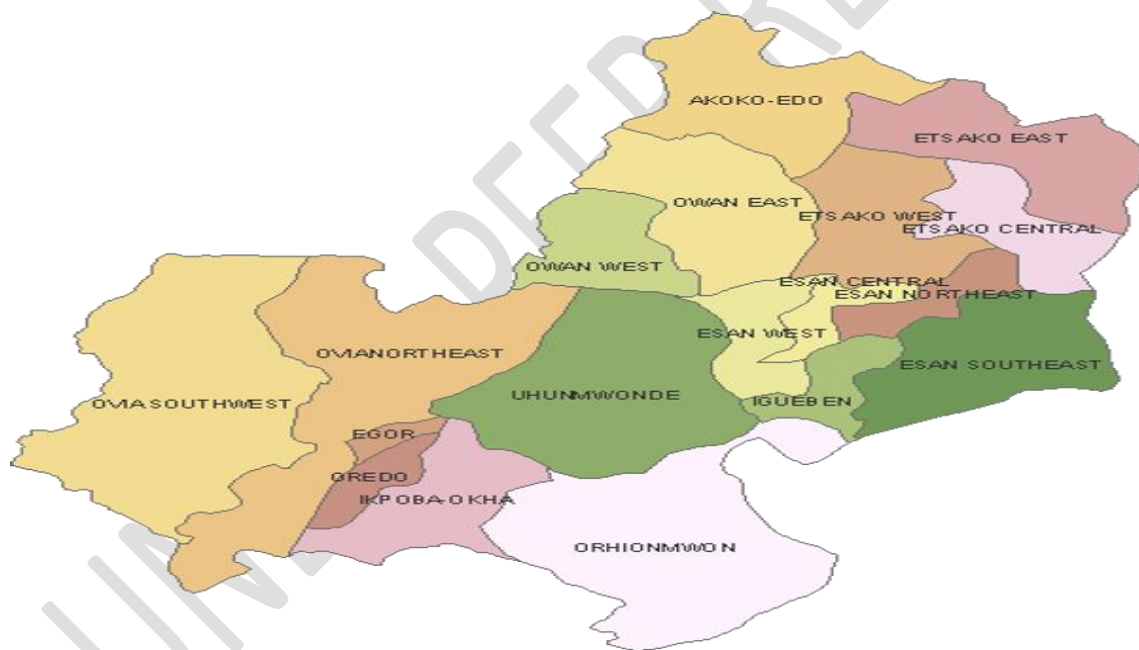 AKOKO-EDO
ETSAKO EAST
OWAN EAST
ETSAKO WEST
ETSAKO CENTRAL
OWAN WEST
ESAN CENTRAL
ESAN NORTHEAST
ESAN WEST
OVIANORTHEAST
ESAN SOUTHEAST
UHUNMWONDE
IGUEBEN
OVIASOUTHWEST
EGOR
OREDO
IKPOBA-OKHA
ORHIONMWON